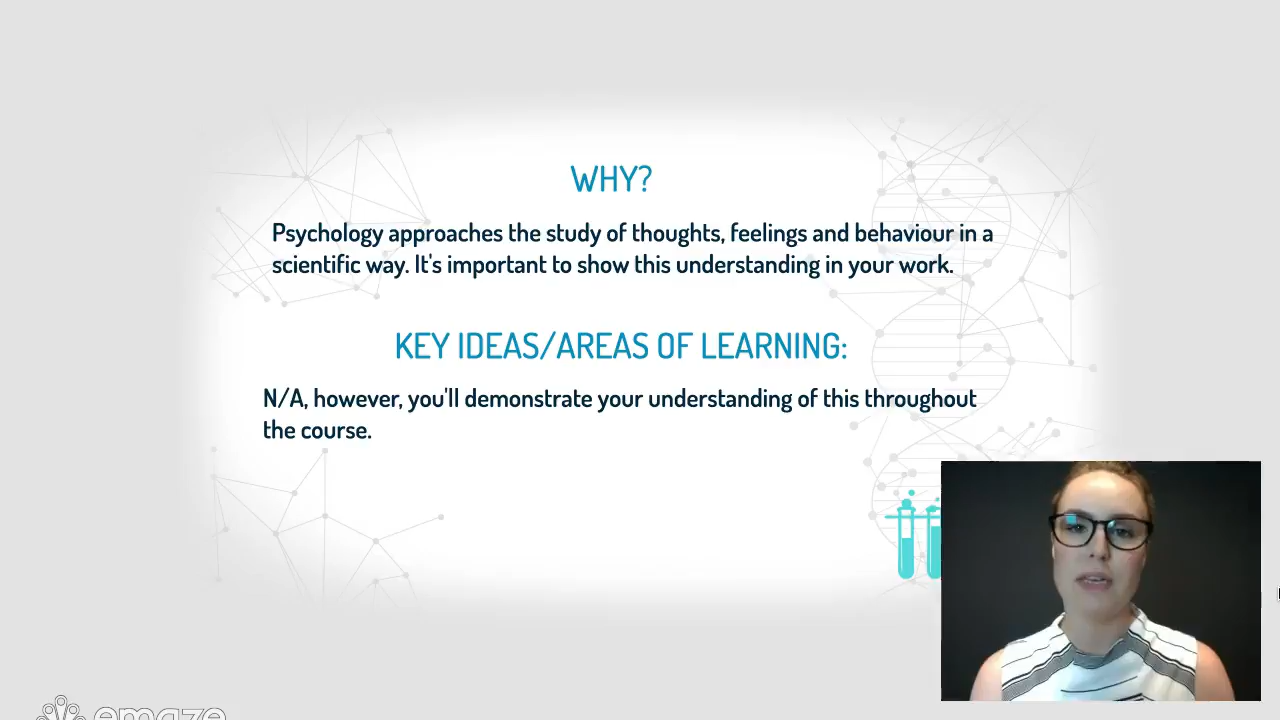 WHY?
Psychology approaches the study of thoughts, feelings and behaviour in a
scientific way. It's important to show this understanding in your work.
KEY IDEAS/AREAS OF LEARNING:
N/A, however, you'll demonstrate your understanding of this throughout
the course.
emaze